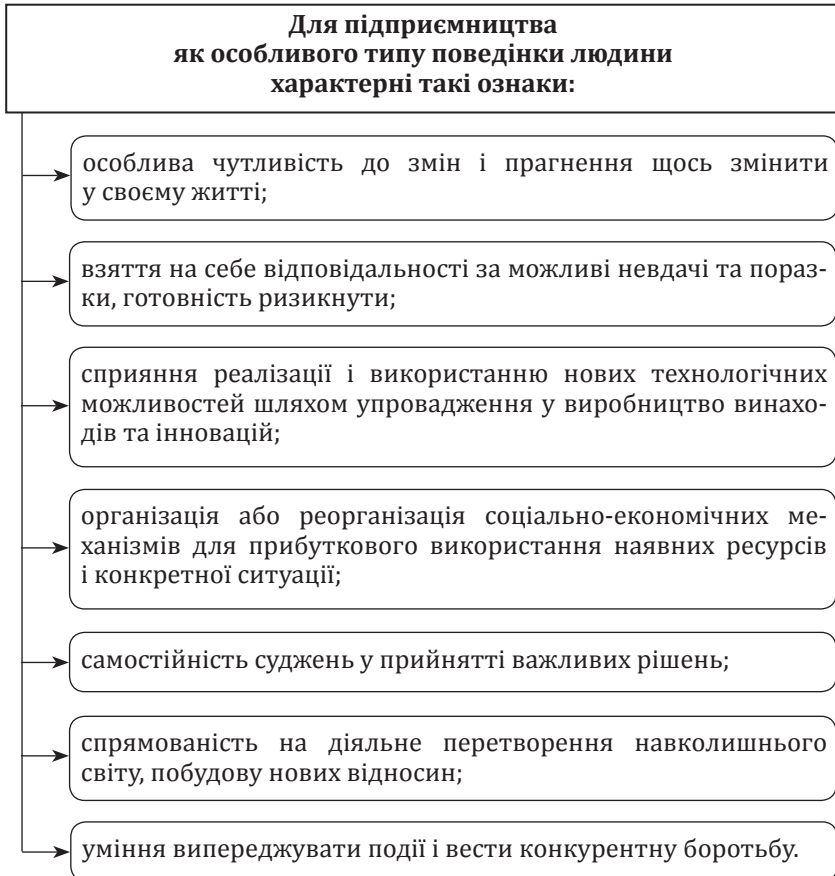 Для підприємництва
як особливого типу поведінки людини
характерні такі ознаки:
особлива чутливість до змін і прагнення щось змінити
у своєму житті;
взяття на себе відповідальності за можливі невдачі та пораз-
ки, готовність ризикнути;
сприяння реалізації і використанню нових технологічних
можливостей шляхом упровадження у виробництво винахо-
дів та інновацій;
організація або реорганізація соціально-економічних ме-
ханізмів для прибуткового використання наявних ресурсів
і конкретної ситуації;
самостійність суджень у прийнятті важливих рішень;
спрямованість на діяльне перетворення навколишнього
світу, побудову нових відносин;
уміння випереджувати події і вести конкурентну боротьбу.